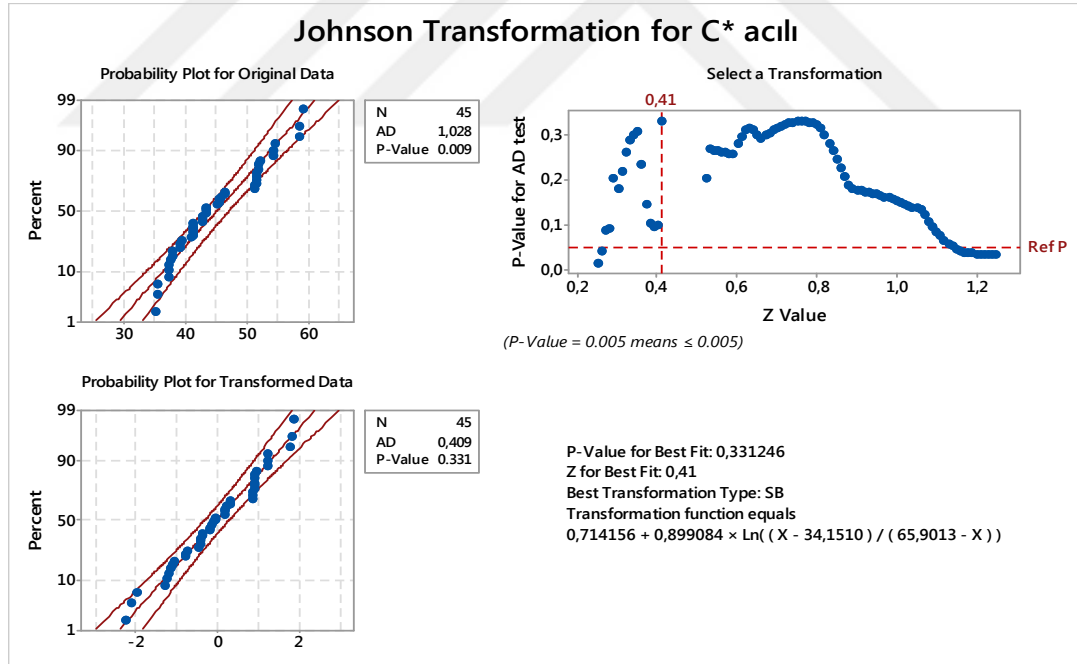 Johnson Transformation for C* acılı
Probability Plot for Original Data
99
90
50
10
1
Percent
30 40 50 60
N 45
AD 1,028
P-Value 0.009
Select a Transformation
0,41
0,3
0,2
0,1
0,0
P-Value for AD test
Ref P
0,2 0,4 0,6 0,8 1,0 1,2
Z Value
(P-Value = 0.005 means ≤ 0.005)
Probability Plot for Transformed Data
99
90
50
10
1
Percent
-2 0 2
N 45
AD 0,409
P-Value 0.331
P-Value for Best Fit: 0,331246
Z for Best Fit: 0,41
Best Transformation Type: SB
Transformation function equals
0,714156 + 0,899084 × Ln( ( X - 34,1510 ) / ( 65,9013 - X ) )